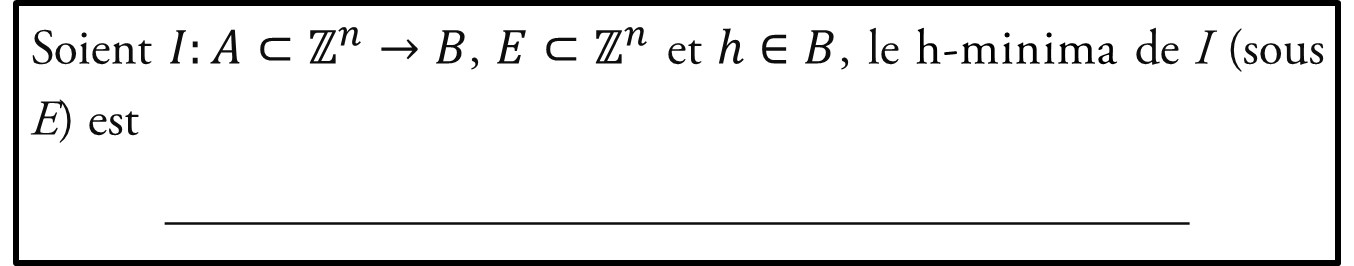 Soient 𝐼: 𝐴 ⊂ ℤⁿ → 𝐵, 𝐸 ⊂ ℤⁿ et ℎ ∈ 𝐵, le h-minima de I (sous
E) est